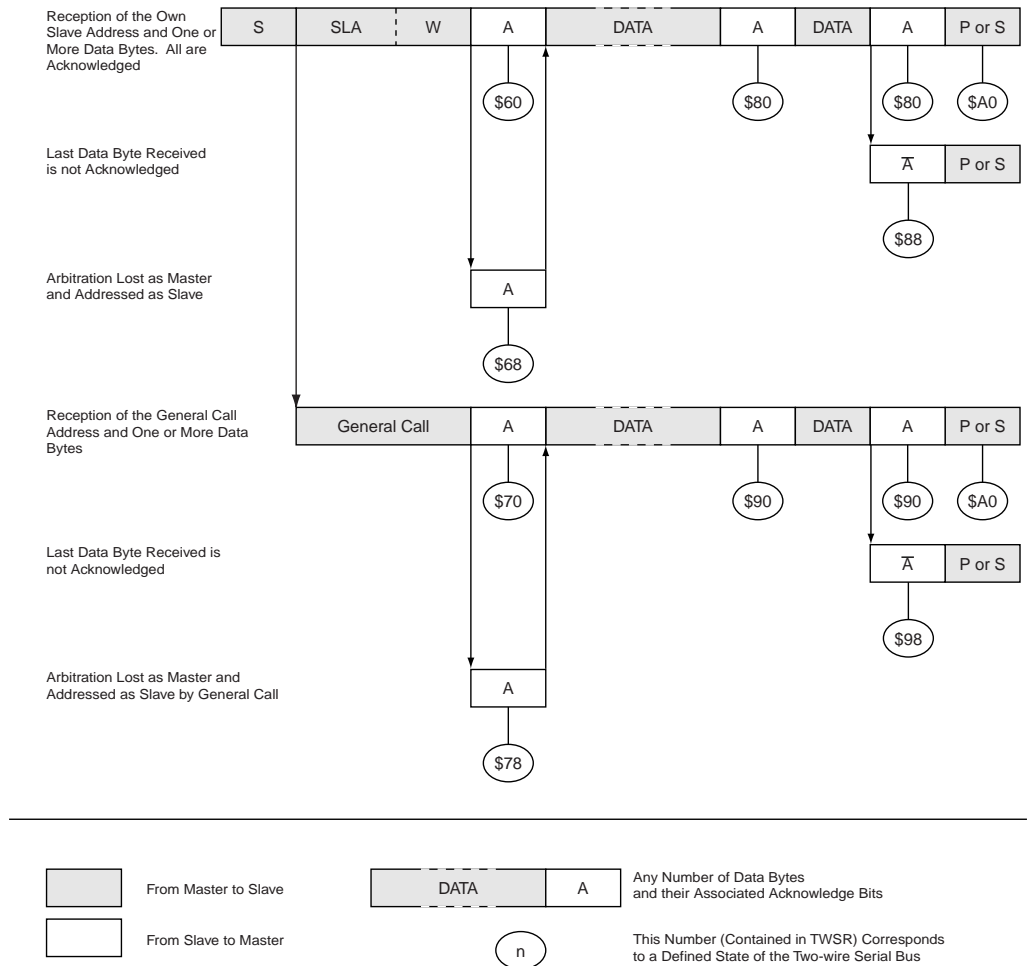 Reception of the Own
Slave Address and One or
More Data Bytes. All are
Acknowledged
S SLA W A DATA A DATA A P or S
$60 $80 $80 $A0
Last Data Byte Received
is not Acknowledged
A̅ P or S
$88
Arbitration Lost as Master
and Addressed as Slave
A
$68
Reception of the General Call
Address and One or More Data
Bytes
General Call A DATA A DATA A P or S
$70 $90 $90 $A0
Last Data Byte Received is
not Acknowledged
A̅ P or S
$98
Arbitration Lost as Master and
Addressed as Slave by General Call
A
$78
From Master to Slave
DATA A
Any Number of Data Bytes
and their Associated Acknowledge Bits
From Slave to Master
n
This Number (Contained in TWSR) Corresponds
to a Defined State of the Two-wire Serial Bus